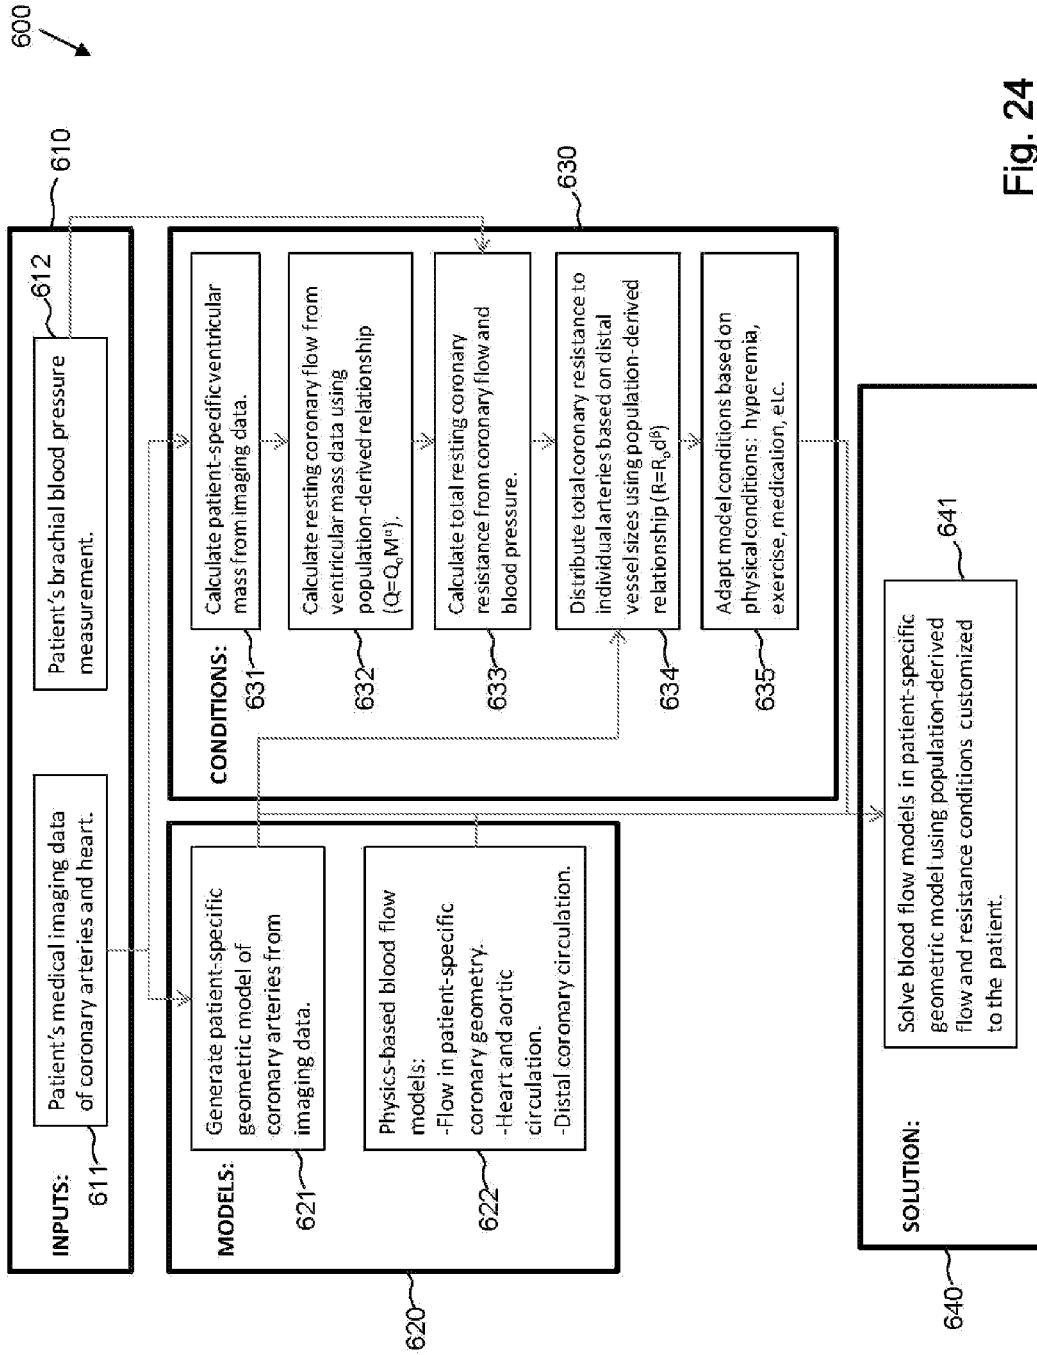 600
610
INPUTS:
Patient's medical imaging data
of coronary arteries and heart.
611
Patient's brachial blood pressure
measurement.
612
620
MODELS:
Generate patient-specific
geometric model of
coronary arteries from
imaging data.
621
Physics-based blood flow
models:
-Flow in patient-specific
coronary geometry.
-Heart and aortic
circulation.
-Distal coronary circulation.
622
630
CONDITIONS:
Calculate patient-specific ventricular
mass from imaging data.
631
Calculate resting coronary flow from
ventricular mass data using
population-derived relationship
(Q=QₒMᵅ).
632
Calculate total resting coronary
resistance from coronary flow and
blood pressure.
633
Distribute total coronary resistance to
individual arteries based on distal
vessel sizes using population-derived
relationship (R=Rₒdᵝ)
634
Adapt model conditions based on
physical conditions: hyperemia,
exercise, medication, etc.
635
640
SOLUTION:
Solve blood flow models in patient-specific
geometric model using population-derived
flow and resistance conditions customized
to the patient.
641
Fig. 24